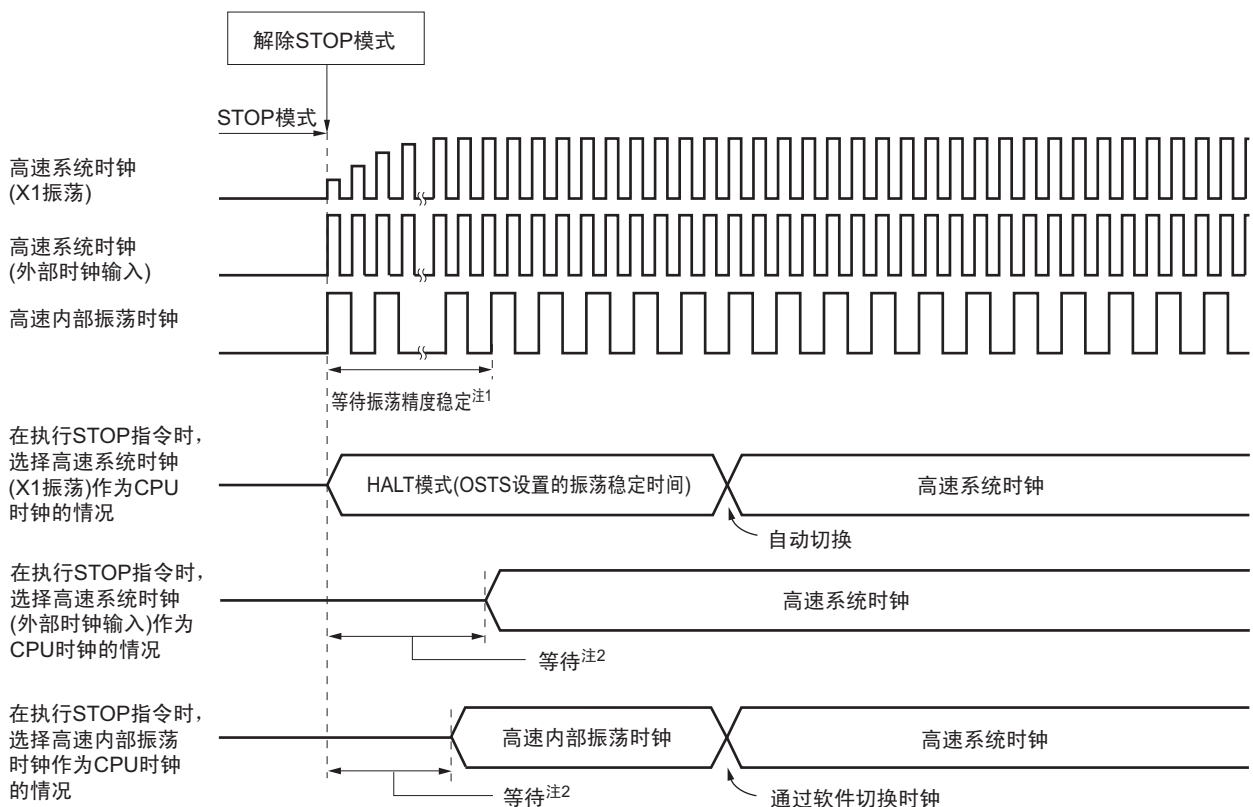 解除STOP模式
STOP模式
高速系统时钟
(X1振荡)
高速系统时钟
(外部时钟输入)
高速内部振荡时钟
等待振荡精度稳定注1
在执行STOP指令时，
选择高速系统时钟
(X1振荡)作为CPU
时钟的情况
HALT模式(OSTS设置的振荡稳定时间)
高速系统时钟
自动切换
在执行STOP指令时，
选择高速系统时钟
(外部时钟输入)作为
CPU时钟的情况
高速系统时钟
等待注2
在执行STOP指令时，
选择高速内部振荡
时钟作为CPU时钟
的情况
高速内部振荡时钟
高速系统时钟
等待注2
通过软件切换时钟